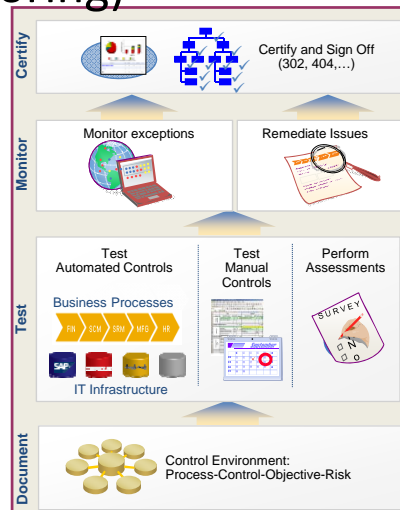 oring)
Certify
Certify and Sign Off
(302, 404,…)
Monitor
Monitor exceptions
Remediate Issues
Test
Test
Automated Controls
Test
Manual
Controls
Perform
Assessments
Business Processes
FIN
SCM
SRM
MFG
HR
SAP
IT Infrastructure
September
SURVEY
NO
Document
Control Environment:
Process-Control-Objective-Risk